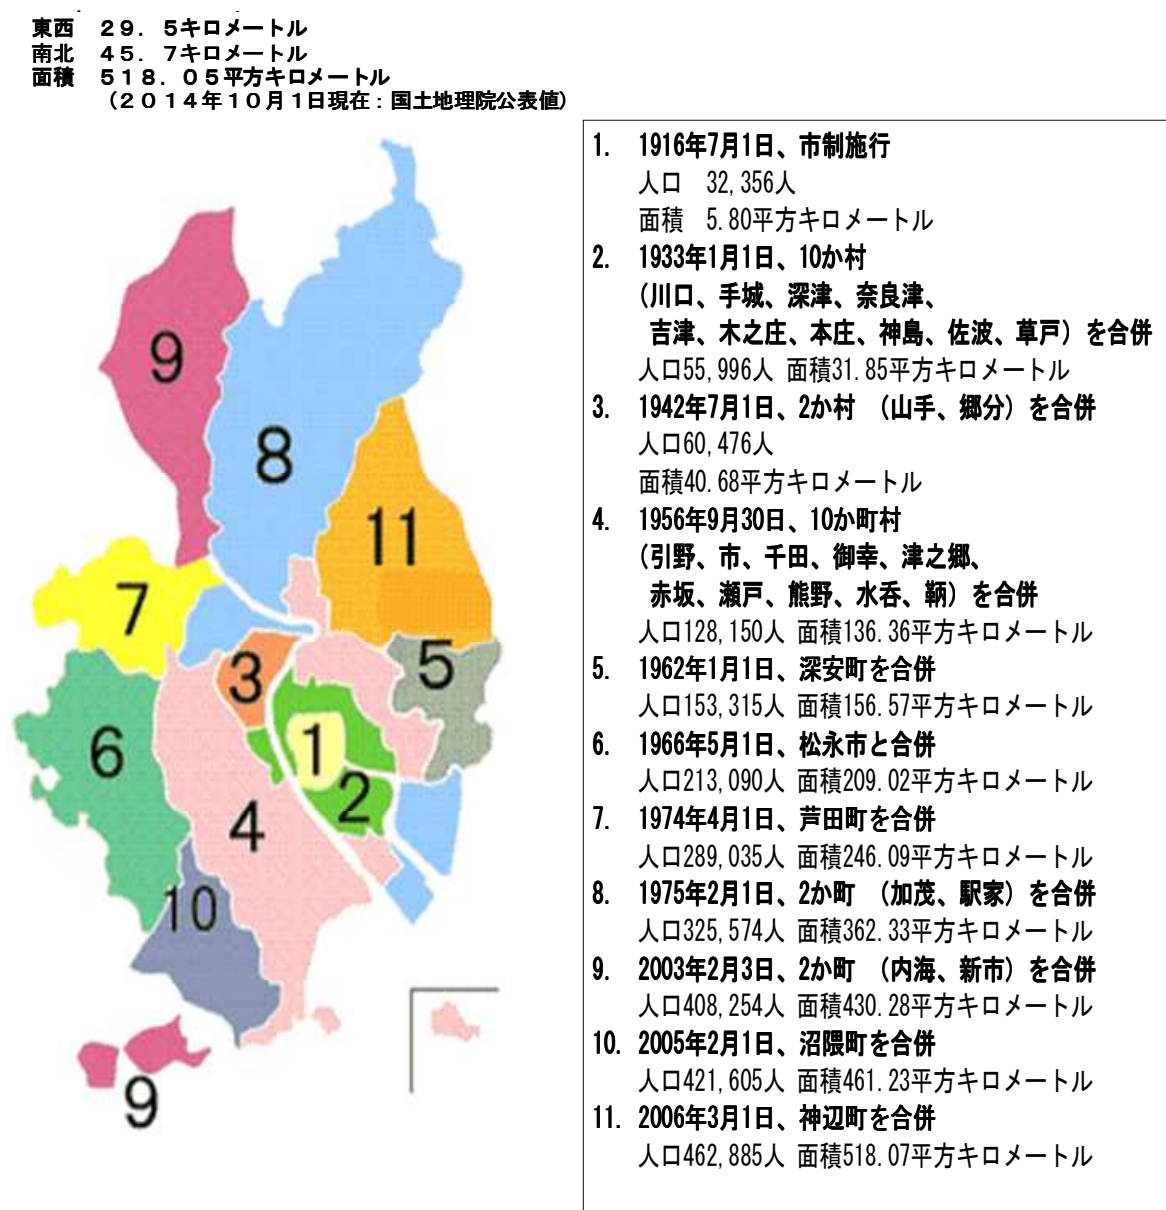 東西　２９．５キロメートル
南北　４５．７キロメートル
面積　５１８．０５平方キロメートル
（２０１４年１０月１日現在：国土地理院公表値）
1.　1916年7月1日、市制施行
人口　32,356人
面積　5.80平方キロメートル
2.　1933年1月1日、10か村
（川口、手城、深津、奈良津、
吉津、木之庄、本庄、神島、佐波、草戸）を合併
人口55,996人 面積31.85平方キロメートル
3.　1942年7月1日、2か村　（山手、郷分）を合併
人口60,476人
面積40.68平方キロメートル
4.　1956年9月30日、10か町村
（引野、市、千田、御幸、津之郷、
赤坂、瀬戸、熊野、水呑、鞆）を合併
人口128,150人 面積136.36平方キロメートル
5.　1962年1月1日、深安町を合併
人口153,315人 面積156.57平方キロメートル
6.　1966年5月1日、松永市と合併
人口213,090人 面積209.02平方キロメートル
7.　1974年4月1日、芦田町を合併
人口289,035人 面積246.09平方キロメートル
8.　1975年2月1日、2か町　（加茂、駅家）を合併
人口325,574人 面積362.33平方キロメートル
9.　2003年2月3日、2か町　（内海、新市）を合併
人口408,254人 面積430.28平方キロメートル
10.　2005年2月1日、沼隈町を合併
人口421,605人 面積461.23平方キロメートル
11.　2006年3月1日、神辺町を合併
人口462,885人 面積518.07平方キロメートル
9
8
11
7
3
5
6
1
2
4
10
9